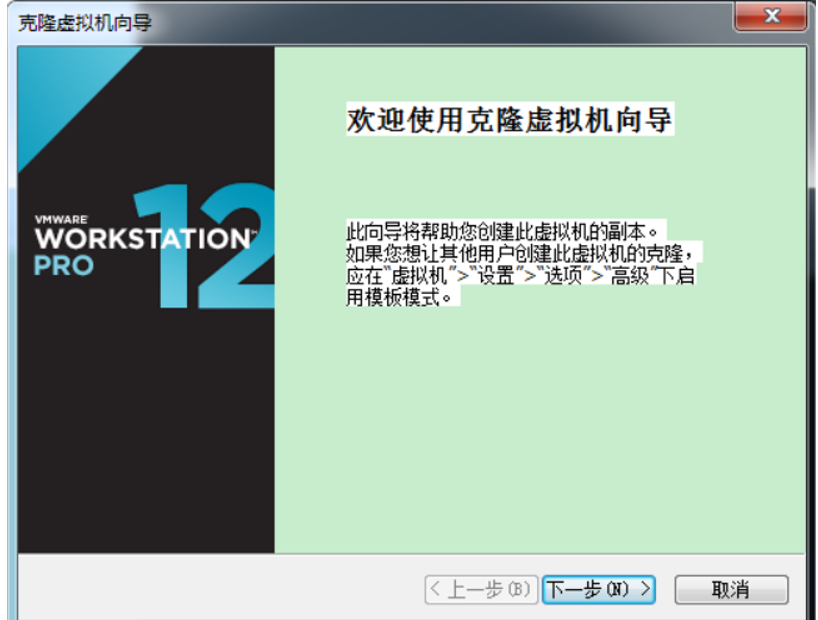 克隆虚拟机向导
欢迎使用克隆虚拟机向导
VMWARE
WORKSTATION™
PRO
12
此向导将帮助您创建此虚拟机的副本。
如果您想让其他用户创建此虚拟机的克隆，
应在"虚拟机">"设置">"选项">"高级"下启
用模板模式。
< 上一步(B)
下一步(N) >
取消